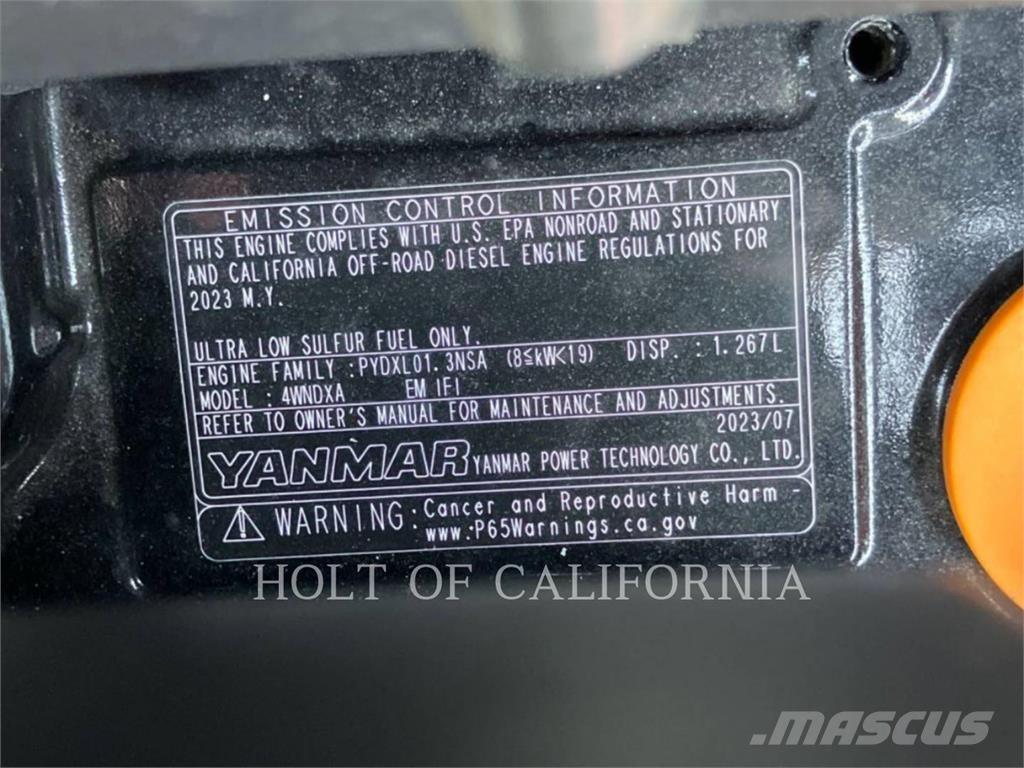 EMISSION CONTROL INFORMATION
THIS ENGINE COMPLIES WITH U.S. EPA NONROAD AND STATIONARY
AND CALIFORNIA OFF-ROAD DIESEL ENGINE REGULATIONS FOR
2023 M.Y.
ULTRA LOW SULFUR FUEL ONLY.
ENGINE FAMILY :PYDXL01.3NSA (8≦kW<19) DISP. : 1.267L
MODEL : 4WNDXA EM IFI
REFER TO OWNER'S MANUAL FOR MAINTENANCE AND ADJUSTMENTS.
2023/07
YANMAR YANMAR POWER TECHNOLOGY CO., LTD.
WARNING: Cancer and Reproductive Harm -
www.P65Warnings.ca.gov
HOLT OF CALIFORNIA
MASCUS